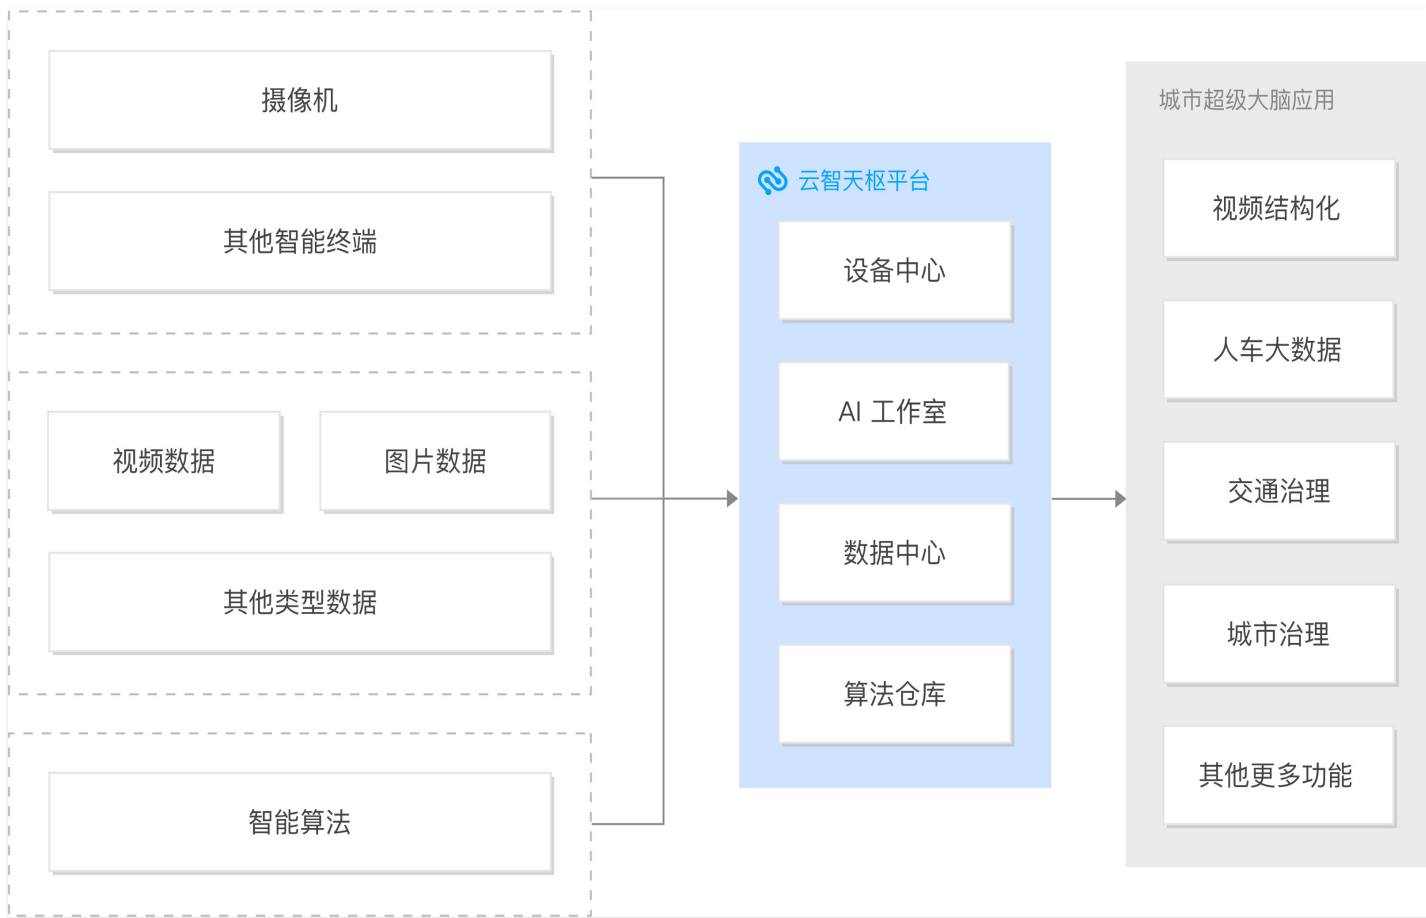 摄像机
其他智能终端
视频数据
图片数据
其他类型数据
智能算法
云智天枢平台
设备中心
AI 工作室
数据中心
算法仓库
城市超级大脑应用
视频结构化
人车大数据
交通治理
城市治理
其他更多功能